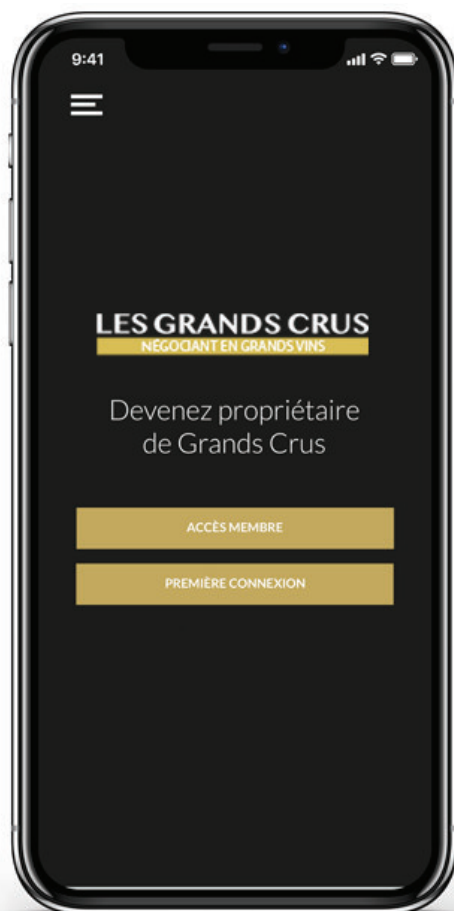 9:41
LES GRANDS CRUS
NÉGOCIANT EN GRANDS VINS
Devenez propriétaire
de Grands Crus
ACCÈS MEMBRE
PREMIÈRE CONNEXION